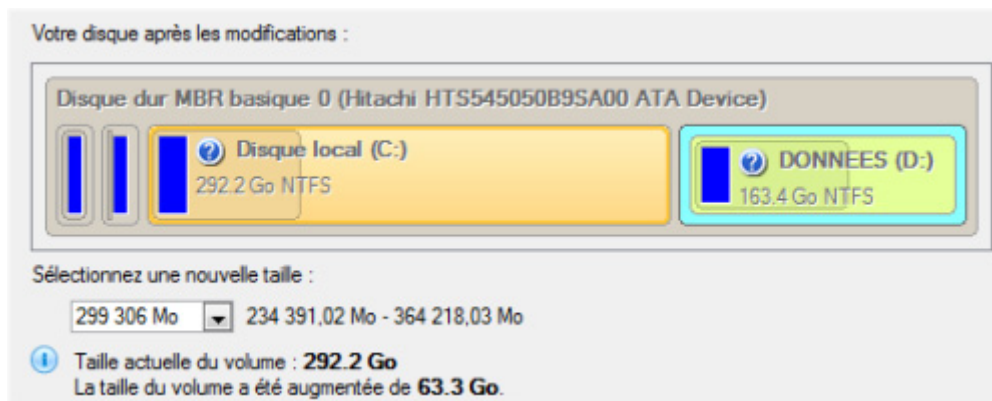 Votre disque après les modifications :
Disque dur MBR basique 0 (Hitachi HTS545050B9SA00 ATA Device)
Disque local (C:)
292.2 Go NTFS
DONNEES (D:)
163.4 Go NTFS
Sélectionnez une nouvelle taille :
299 306 Mo 234 391,02 Mo - 364 218,03 Mo
Taille actuelle du volume : 292.2 Go
La taille du volume a été augmentée de 63.3 Go.